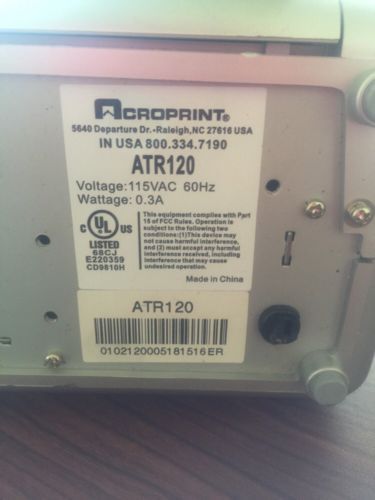 ACROPRINT®
5640 Departure Dr.-Raleigh,NC 27616 USA
IN USA 800.334.7190
ATR120
Voltage:115VAC 60Hz
Wattage: 0.3A
This equipment complies with Part
15 of FCC Rules. Operation is
subject to the following two
conditions:(1)This device may
not cause harmful interference,
and (2) must accept any harmful
interference received, including
interference that may cause
undesired operation.
C UL US
LISTED
68CJ
E220359
CD9810H
Made in China
ATR120
0102120005181516ER